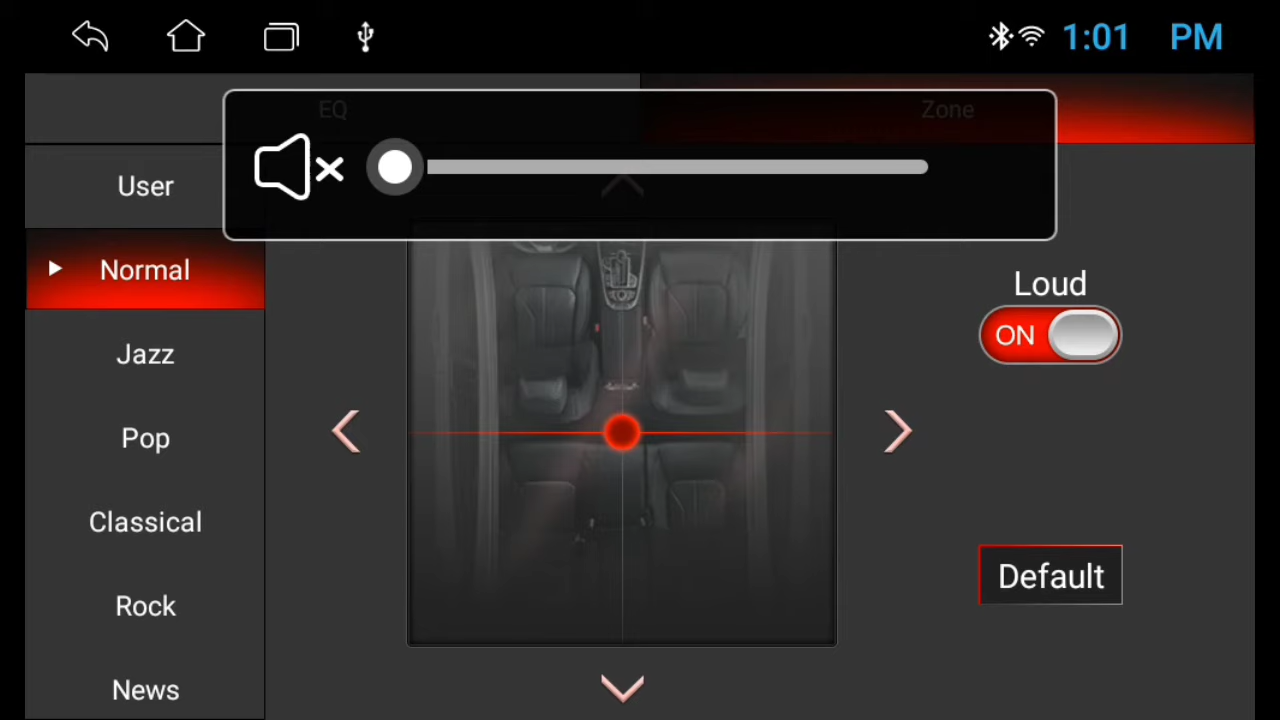 1:01 PM
EQ
Zone
User
Normal
Jazz
Pop
Classical
Rock
News
Loud
ON
Default